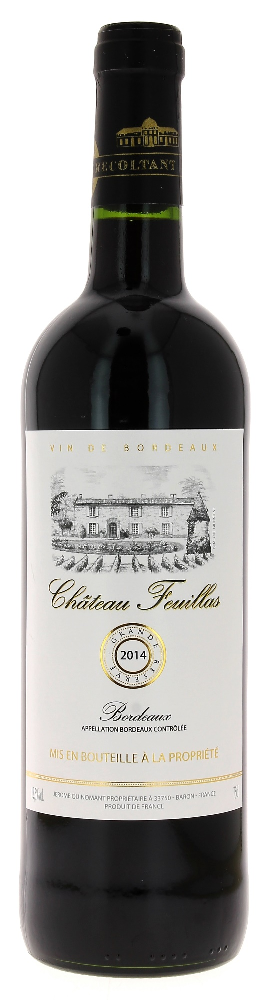 RECOLTANT
VIN DE BORDEAUX
DEMEURE GIRONDINE
Château Feuillas
GRANDE RESERVE -
2014
Bordeaux
APPELLATION BORDEAUX CONTRÔLÉE
MIS EN BOUTEILLE À LA PROPRIÉTÉ
12,5%vol. JEROME QUINOMANT PROPRIÉTAIRE À 33750 - BARON - FRANCE 75cl
PRODUIT DE FRANCE